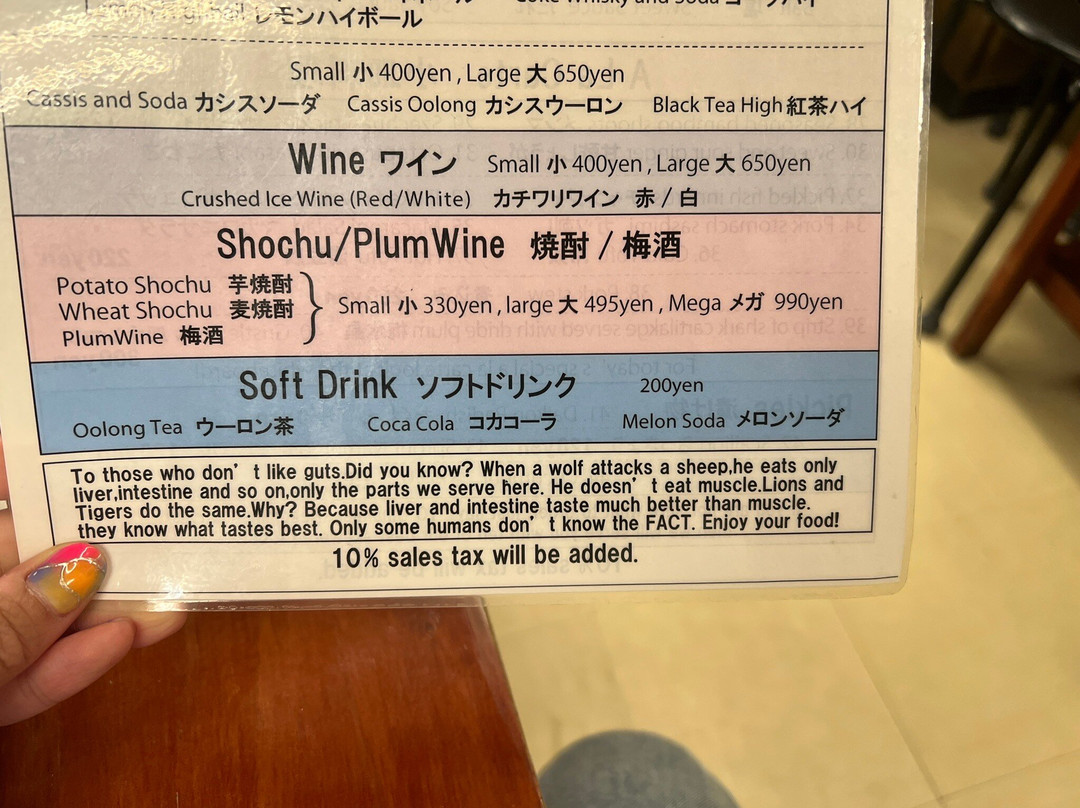 レモンハイボール
Small 小 400yen , Large 大 650yen
Cassis and Soda カシスソーダ Cassis Oolong カシスウーロン Black Tea High 紅茶ハイ
Wine ワイン Small 小 400yen , Large 大 650yen
Crushed Ice Wine (Red/White) カチワリワイン 赤 / 白
Shochu/PlumWine 焼酎 / 梅酒
Potato Shochu 芋焼酎
Wheat Shochu 麦焼酎
PlumWine 梅酒
Small 小 330yen , large 大 495yen , Mega メガ 990yen
Soft Drink ソフトドリンク 200yen
Oolong Tea ウーロン茶 Coca Cola コカコーラ Melon Soda メロンソーダ
To those who don't like guts.Did you know? When a wolf attacks a sheep,he eats only
liver,intestine and so on,only the parts we serve here. He doesn't eat muscle.Lions and
Tigers do the same.Why? Because liver and intestine taste much better than muscle.
they know what tastes best. Only some humans don't know the FACT. Enjoy your food!
10% sales tax will be added.